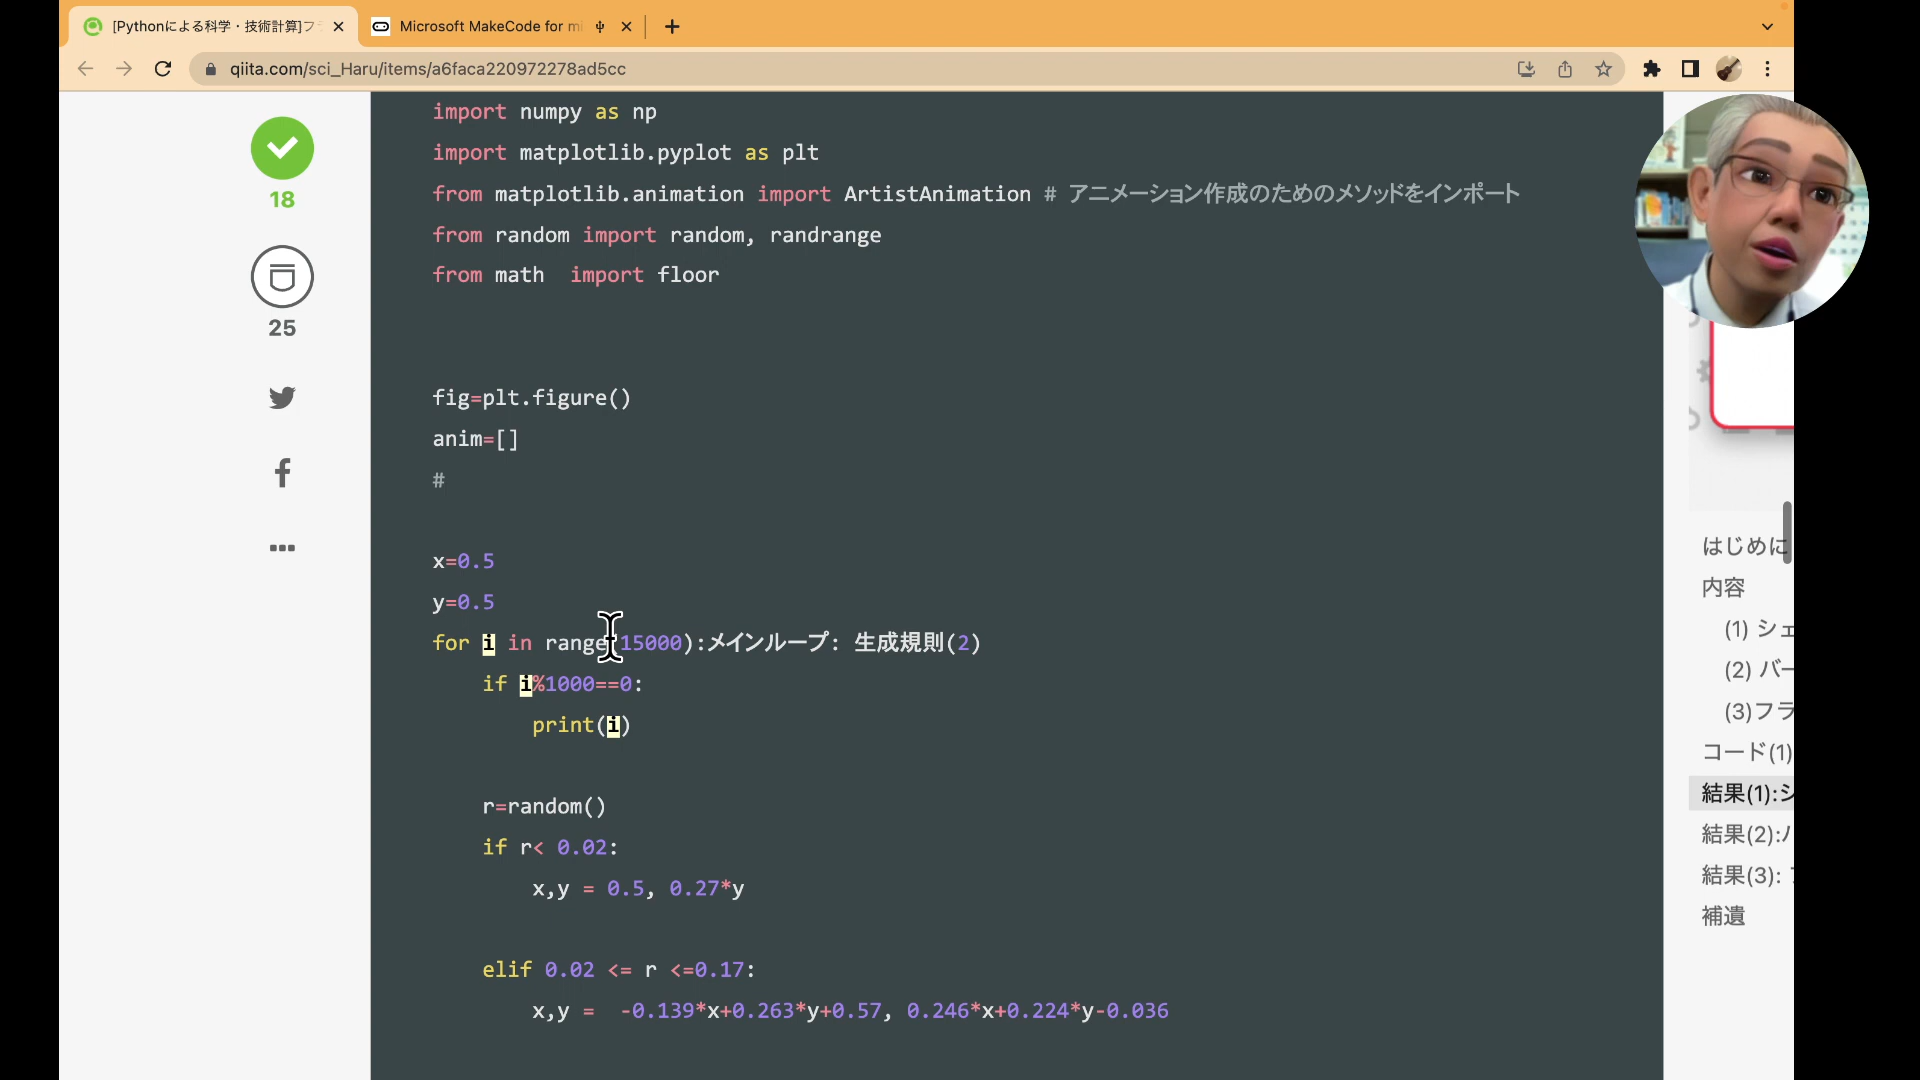 [Pythonによる科学・技術計算]フ
Microsoft MakeCode for mi
qiita.com/sci_Haru/items/a6faca220972278ad5cc
18
25
import numpy as np
import matplotlib.pyplot as plt
from matplotlib.animation import ArtistAnimation # アニメーション作成のためのメソッドをインポート
from random import random, randrange
from math  import floor
fig=plt.figure()
anim=[]
#
x=0.5
y=0.5
for i in range(15000):メインループ: 生成規則(2)
if i%1000==0:
print(i)
r=random()
if r< 0.02:
x,y = 0.5, 0.27*y
elif 0.02 <= r <=0.17:
x,y =  -0.139*x+0.263*y+0.57, 0.246*x+0.224*y-0.036
はじめに
内容
(1) シェ
(2) バー
(3)フラ
コード(1)
結果(1):シ
結果(2):バ
結果(3):
補遺